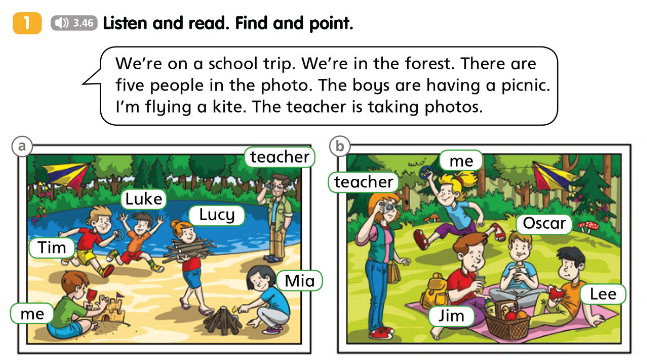 1 3.46 Listen and read. Find and point.
We're on a school trip. We're in the forest. There are
five people in the photo. The boys are having a picnic.
I'm flying a kite. The teacher is taking photos.
a
teacher
Luke
Lucy
Tim
Mia
me
b
me
teacher
Oscar
Lee
Jim